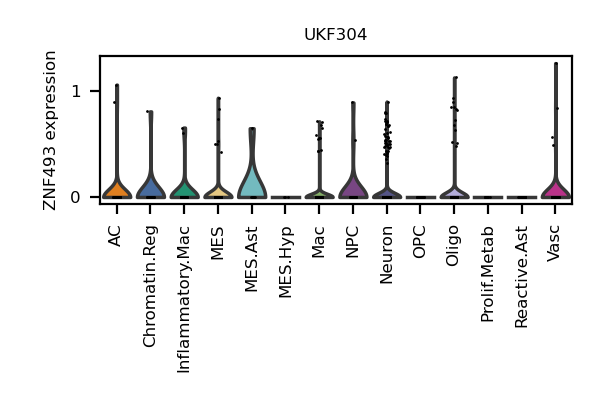 UKF304
ZNF493 expression
1
0
AC
Chromatin.Reg
Inflammatory.Mac
MES
MES.Ast
MES.Hyp
Mac
NPC
Neuron
OPC
Oligo
Prolif.Metab
Reactive.Ast
Vasc